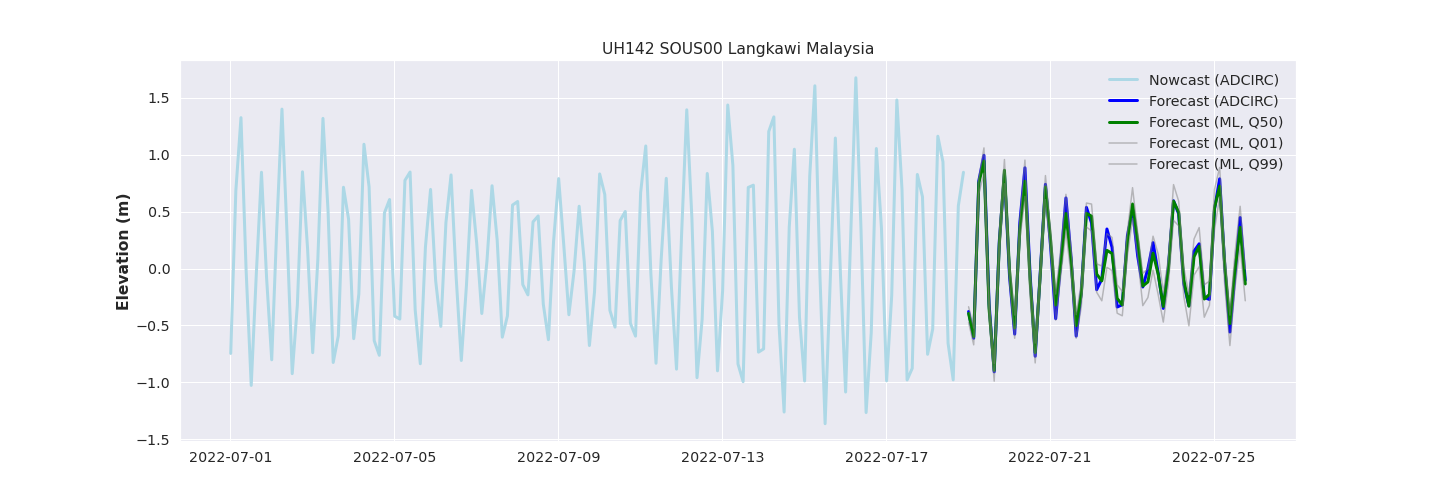 UH142 SOUS00 Langkawi Malaysia
Elevation (m)
1.5
1.0
0.5
0.0
−0.5
−1.0
−1.5
Nowcast (ADCIRC)
Forecast (ADCIRC)
Forecast (ML, Q50)
Forecast (ML, Q01)
Forecast (ML, Q99)
2022-07-01 2022-07-05 2022-07-09 2022-07-13 2022-07-17 2022-07-21 2022-07-25